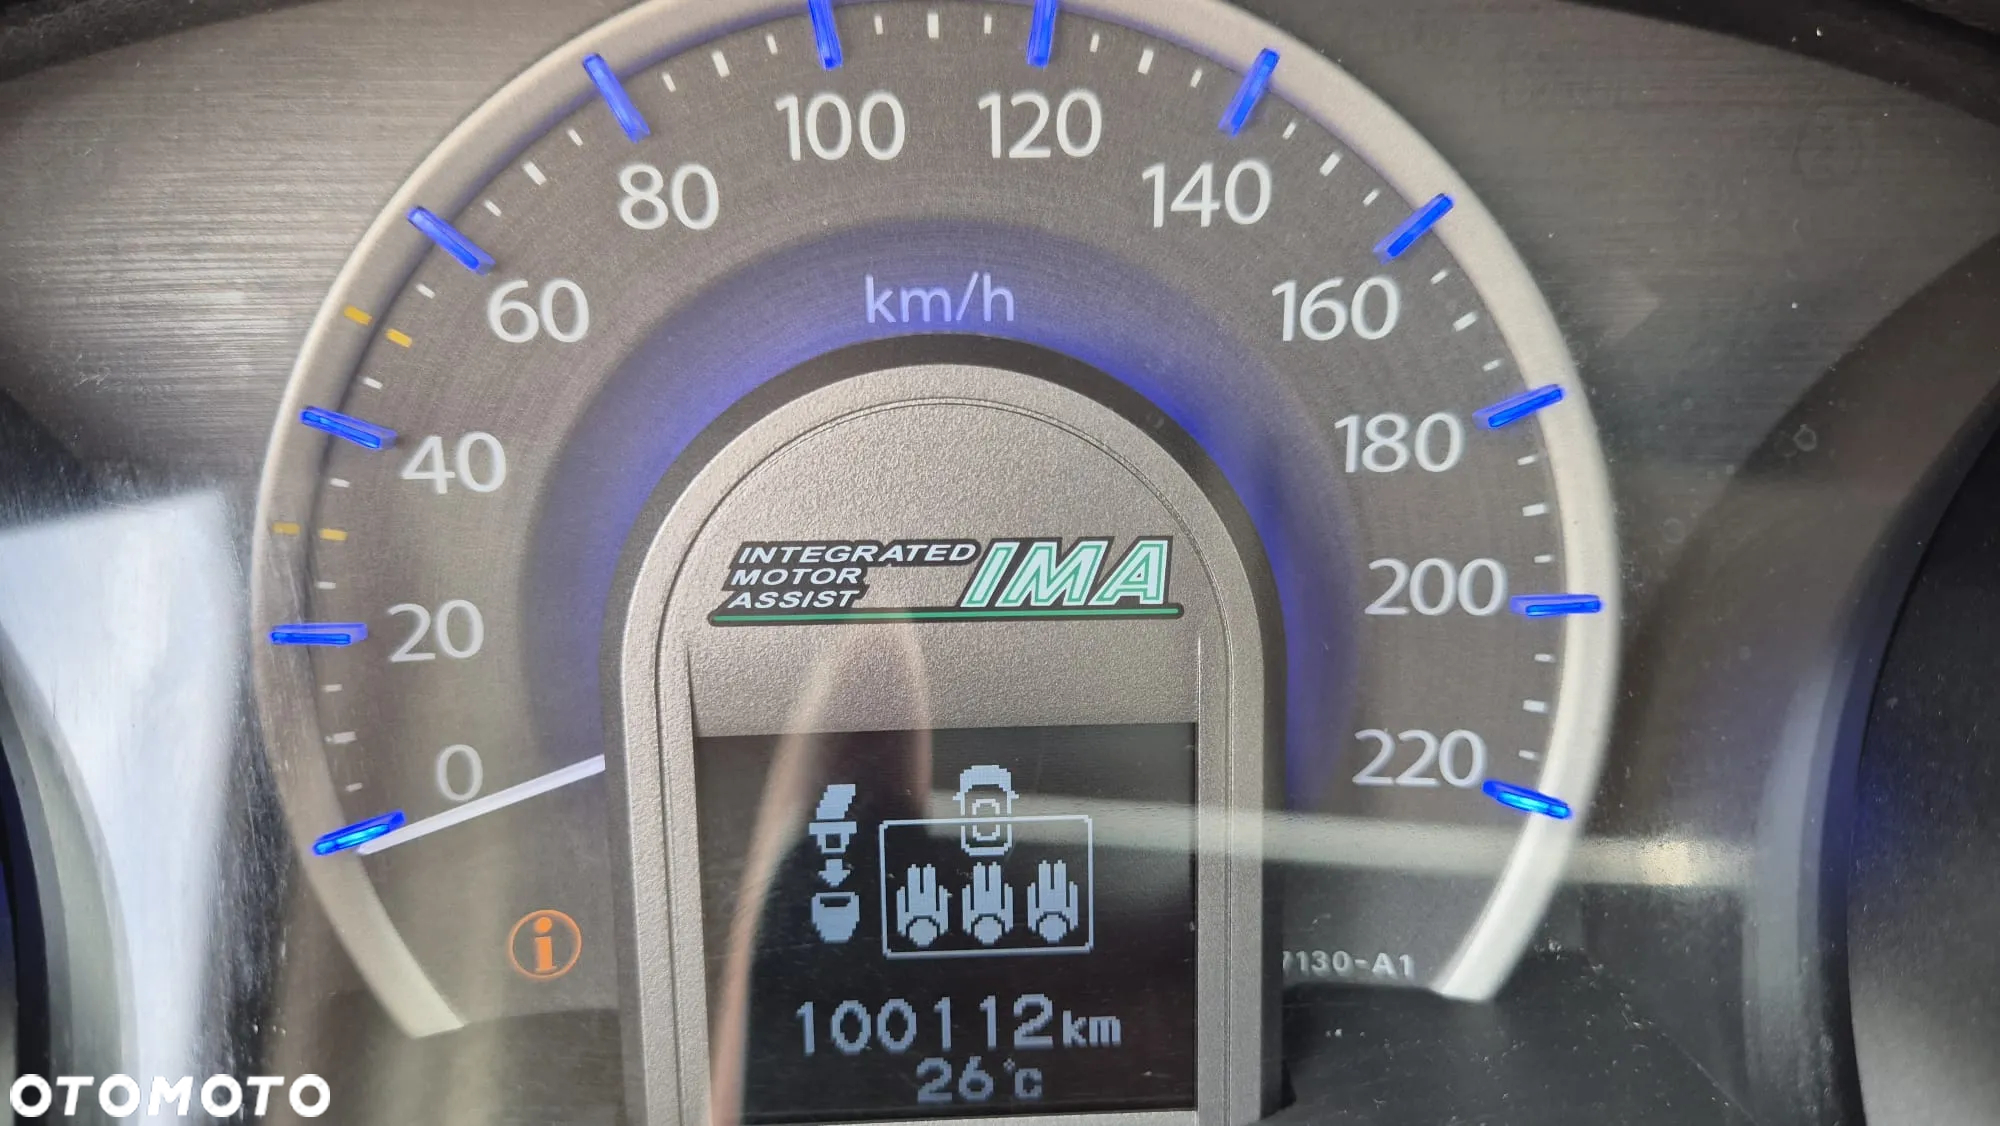 100
120
80
140
km/h
60
160
40
180
INTEGRATED
MOTOR
ASSIST
IMA
200
20
0
220
i
7130-A1
100112km
26°C
OTOMOTO